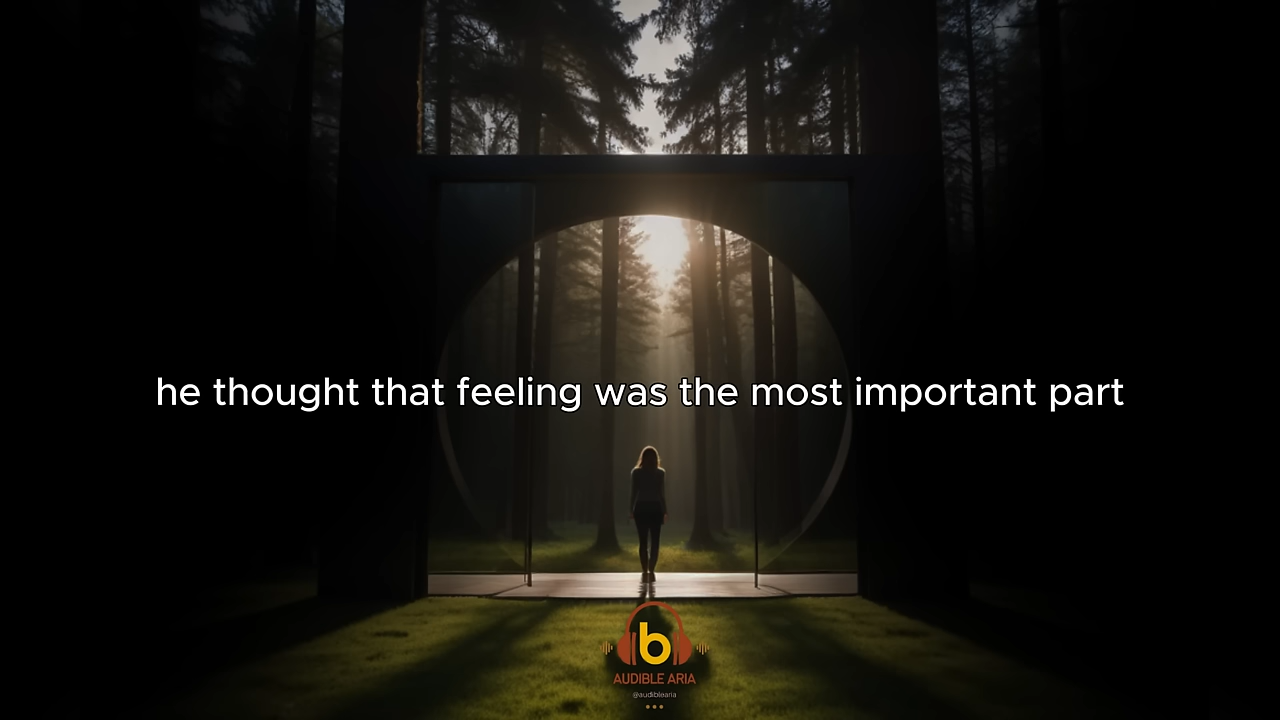 he thought that feeling was the most important part
b
AUDIBLE ARIA
@audiblearia